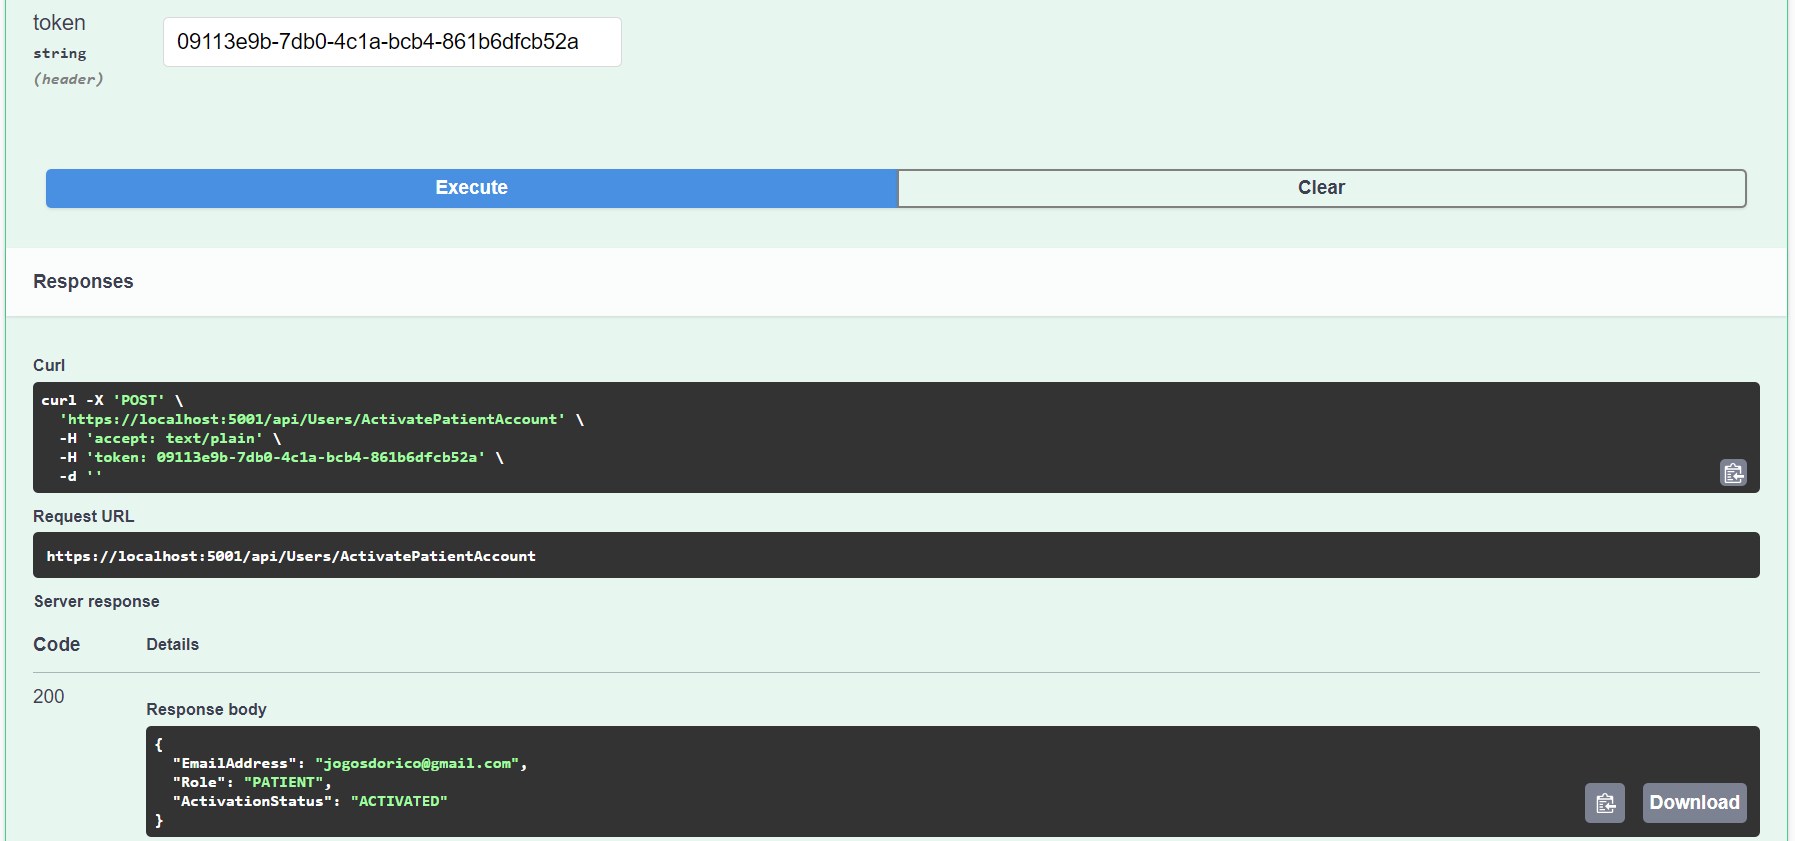 token
09113e9b-7db0-4c1a-bcb4-861b6dfcb52a
string
(header)
Execute
Clear
Responses
Curl
curl -X 'POST' \
  'https://localhost:5001/api/Users/ActivatePatientAccount' \
  -H 'accept: text/plain' \
  -H 'token: 09113e9b-7db0-4c1a-bcb4-861b6dfcb52a' \
  -d ''
Request URL
https://localhost:5001/api/Users/ActivatePatientAccount
Server response
Code
Details
200
Response body
{
  "EmailAddress": "jogosdorico@gmail.com",
  "Role": "PATIENT",
  "ActivationStatus": "ACTIVATED"
}
Download